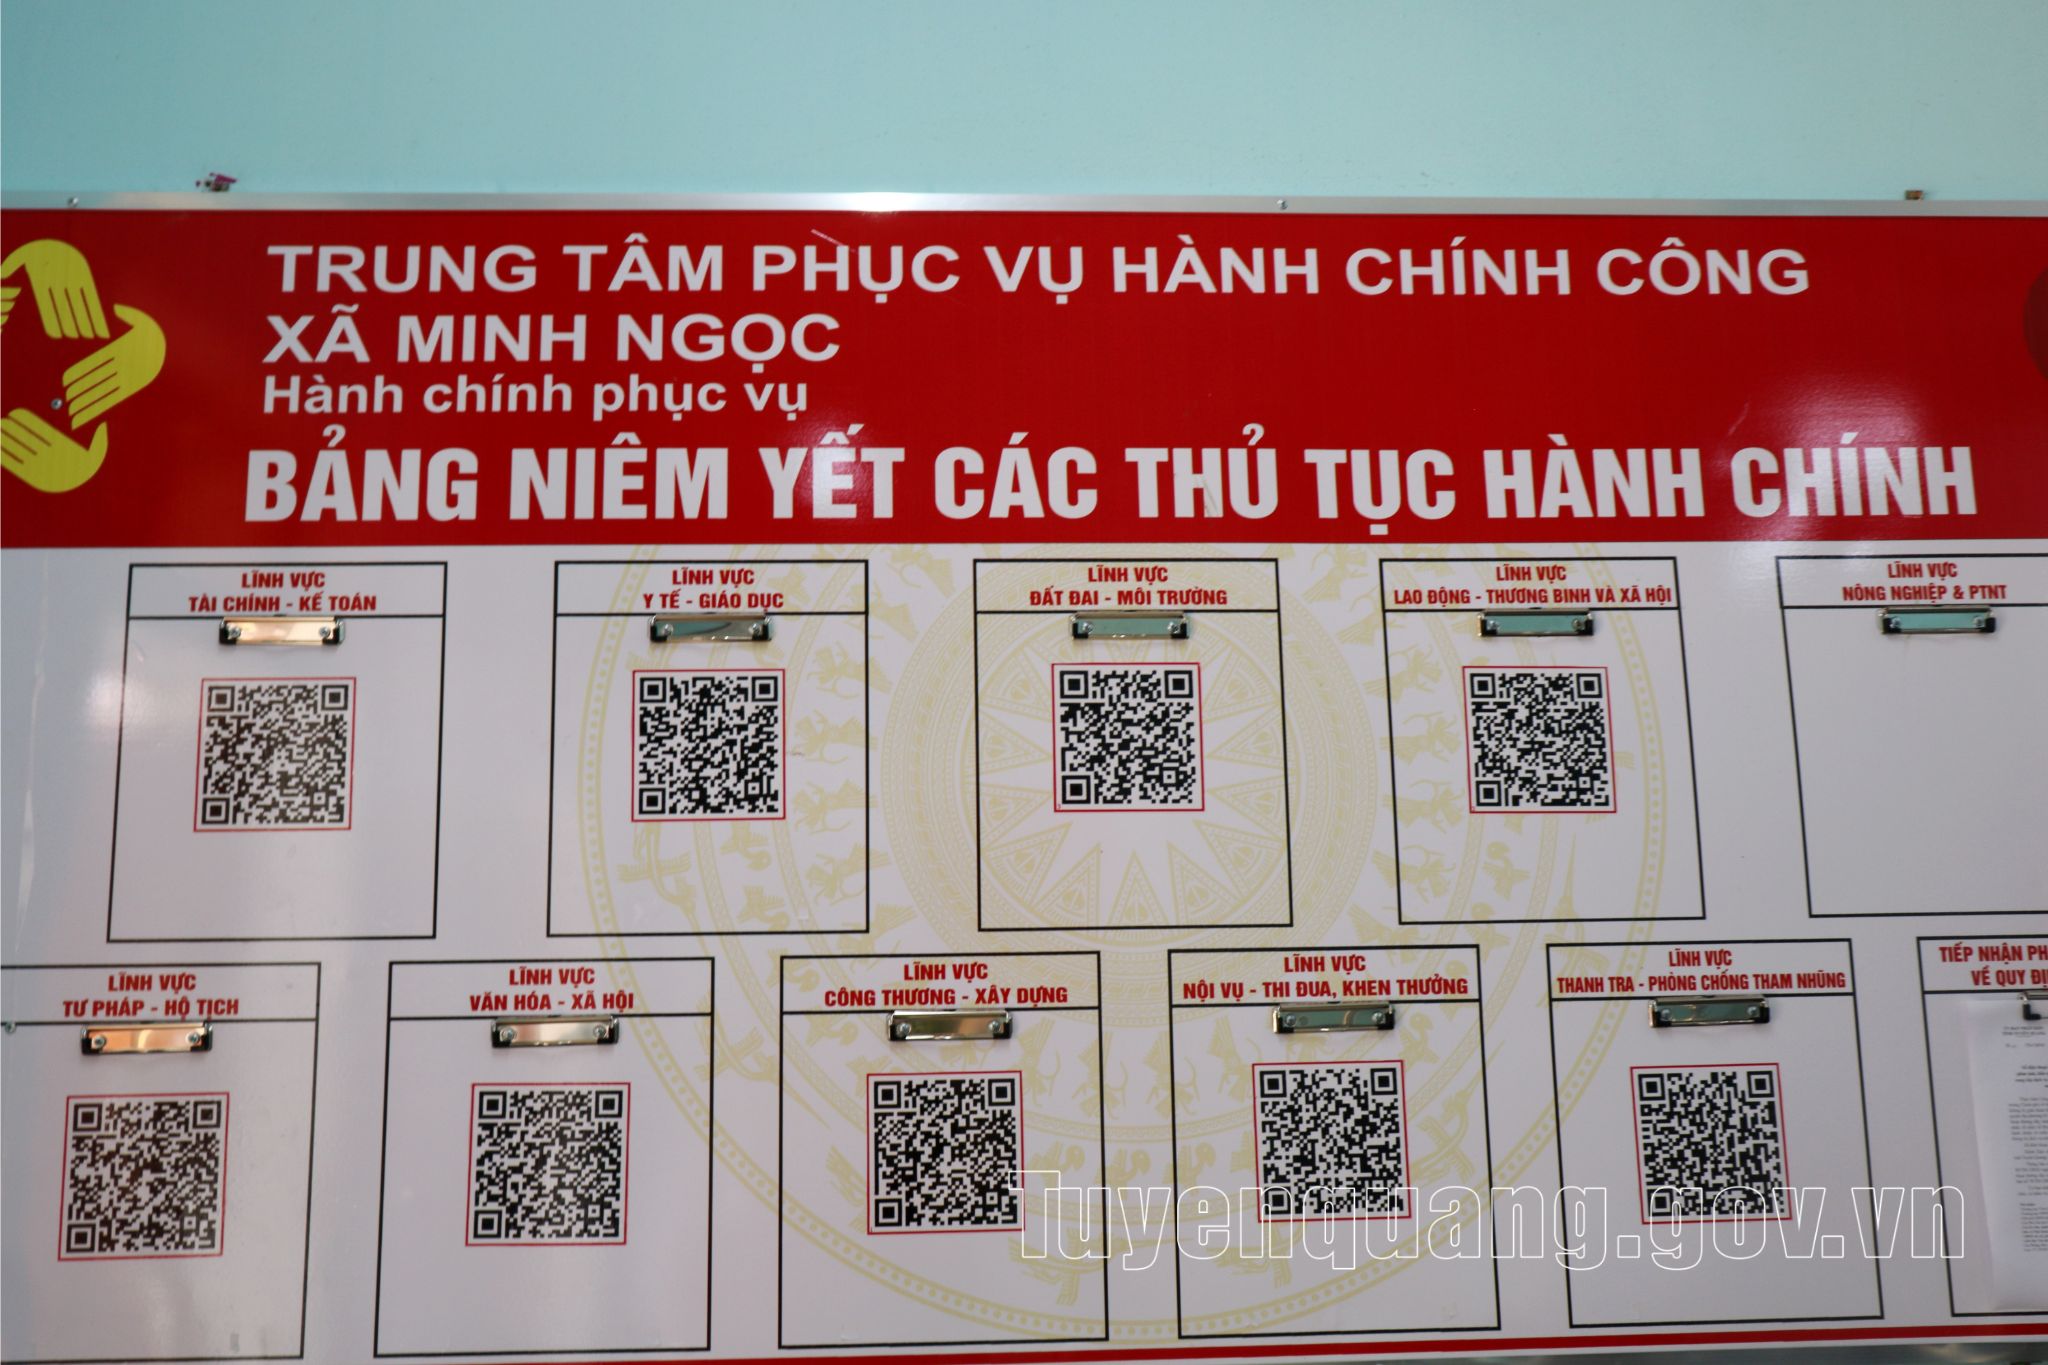 TRUNG TÂM PHỤC VỤ HÀNH CHÍNH CÔNG
XÃ MINH NGỌC
Hành chính phục vụ
BẢNG NIÊM YẾT CÁC THỦ TỤC HÀNH CHÍNH
LĨNH VỰC
TÀI CHÍNH - KẾ TOÁN
LĨNH VỰC
Y TẾ - GIÁO DỤC
LĨNH VỰC
ĐẤT ĐAI - MÔI TRƯỜNG
LĨNH VỰC
LAO ĐỘNG - THƯƠNG BINH VÀ XÃ HỘI
LĨNH VỰC
NÔNG NGHIỆP & PTNT
LĨNH VỰC
TƯ PHÁP - HỘ TỊCH
LĨNH VỰC
VĂN HÓA - XÃ HỘI
LĨNH VỰC
CÔNG THƯƠNG - XÂY DỰNG
LĨNH VỰC
NỘI VỤ - THI ĐUA, KHEN THƯỞNG
LĨNH VỰC
THANH TRA - PHÒNG CHỐNG THAM NHŨNG
TIẾP NHẬN
VỀ QUY
Tuyenquang.gov.vn